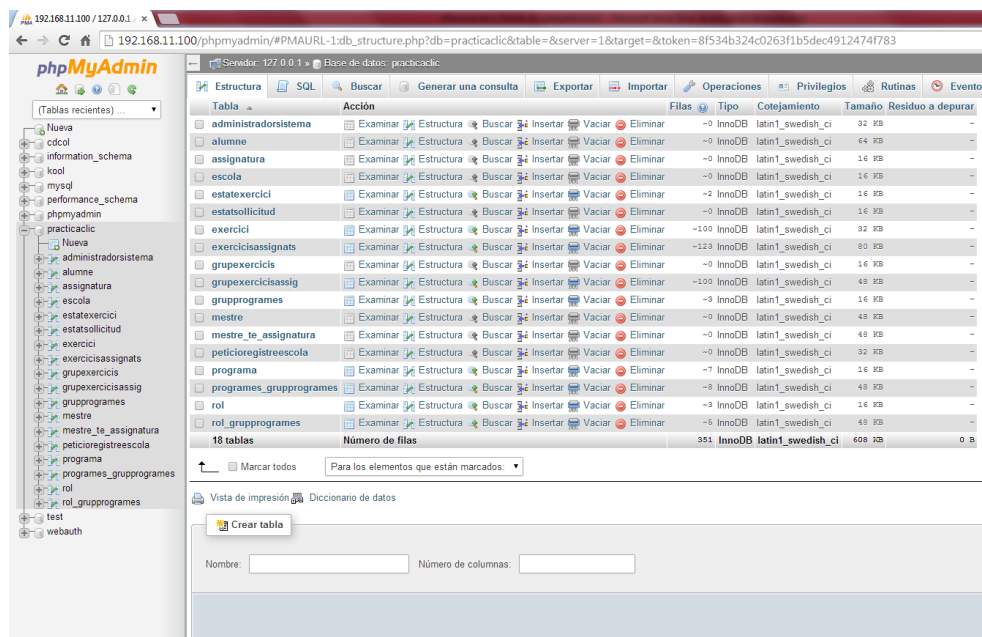 192.168.11.100 / 127.0.0.1 /
192.168.11.100/phpmyadmin/#PMAURL-1:db_structure.php?db=practicaclic&table=&server=1&target=&token=8f534b324c0263f1b5dec4912474f783
phpMyAdmin
(Tablas recientes) ...
Nueva
cdcol
information_schema
kool
mysql
performance_schema
phpmyadmin
practicaclic
Nueva
administradorsistema
alumne
assignatura
escola
estatexercici
estatsollicitud
exercici
exercicisassignats
grupexercicis
grupexercicisassig
grupprogrames
mestre
mestre_te_assignatura
peticioregistreescola
programa
programes_grupprogrames
rol
rol_grupprogrames
test
webauth
Servidor: 127.0.0.1 » Base de datos: practicaclic
Estructura SQL Buscar Generar una consulta Exportar Importar Operaciones Privilegios Rutinas Evento
Tabla Acción Filas Tipo Cotejamiento Tamaño Residuo a depurar
administradorsistema Examinar Estructura Buscar Insertar Vaciar Eliminar ~0 InnoDB latin1_swedish_ci 32 KB -
alumne Examinar Estructura Buscar Insertar Vaciar Eliminar ~0 InnoDB latin1_swedish_ci 64 KB -
assignatura Examinar Estructura Buscar Insertar Vaciar Eliminar ~0 InnoDB latin1_swedish_ci 16 KB -
escola Examinar Estructura Buscar Insertar Vaciar Eliminar ~0 InnoDB latin1_swedish_ci 16 KB -
estatexercici Examinar Estructura Buscar Insertar Vaciar Eliminar ~2 InnoDB latin1_swedish_ci 16 KB -
estatsollicitud Examinar Estructura Buscar Insertar Vaciar Eliminar ~0 InnoDB latin1_swedish_ci 16 KB -
exercici Examinar Estructura Buscar Insertar Vaciar Eliminar ~100 InnoDB latin1_swedish_ci 32 KB -
exercicisassignats Examinar Estructura Buscar Insertar Vaciar Eliminar ~123 InnoDB latin1_swedish_ci 80 KB -
grupexercicis Examinar Estructura Buscar Insertar Vaciar Eliminar ~0 InnoDB latin1_swedish_ci 16 KB -
grupexercicisassig Examinar Estructura Buscar Insertar Vaciar Eliminar ~100 InnoDB latin1_swedish_ci 48 KB -
grupprogrames Examinar Estructura Buscar Insertar Vaciar Eliminar ~3 InnoDB latin1_swedish_ci 16 KB -
mestre Examinar Estructura Buscar Insertar Vaciar Eliminar ~0 InnoDB latin1_swedish_ci 48 KB -
mestre_te_assignatura Examinar Estructura Buscar Insertar Vaciar Eliminar ~0 InnoDB latin1_swedish_ci 48 KB -
peticioregistreescola Examinar Estructura Buscar Insertar Vaciar Eliminar ~0 InnoDB latin1_swedish_ci 32 KB -
programa Examinar Estructura Buscar Insertar Vaciar Eliminar ~7 InnoDB latin1_swedish_ci 16 KB -
programes_grupprogrames Examinar Estructura Buscar Insertar Vaciar Eliminar ~8 InnoDB latin1_swedish_ci 48 KB -
rol Examinar Estructura Buscar Insertar Vaciar Eliminar ~3 InnoDB latin1_swedish_ci 16 KB -
rol_grupprogrames Examinar Estructura Buscar Insertar Vaciar Eliminar ~5 InnoDB latin1_swedish_ci 48 KB -
18 tablas Número de filas 351 InnoDB latin1_swedish_ci 608 KB 0 B
Marcar todos Para los elementos que están marcados:
Vista de impresión Diccionario de datos
Crear tabla
Nombre: Número de columnas: